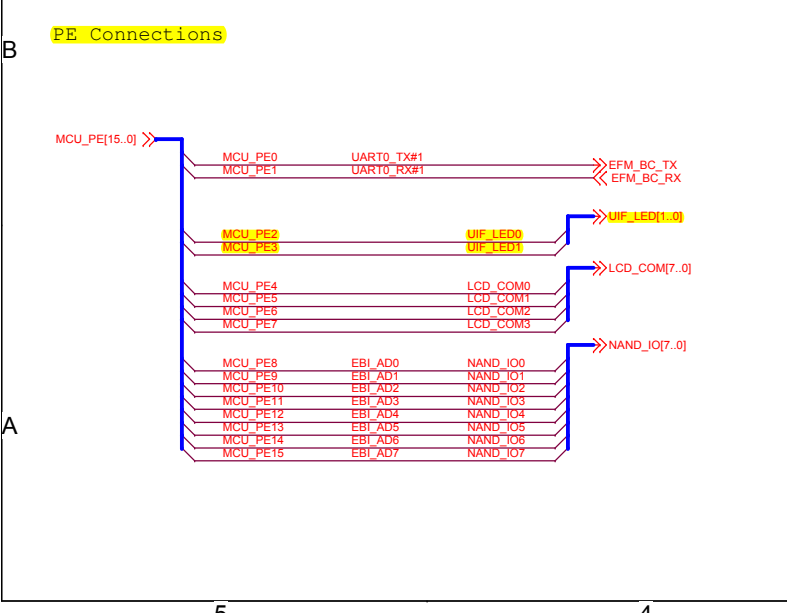 PE Connections
B
MCU_PE[15..0]
MCU_PE0 UART0_TX#1 EFM_BC_TX
MCU_PE1 UART0_RX#1 EFM_BC_RX
UIF_LED[1..0]
MCU_PE2 UIF_LED0
MCU_PE3 UIF_LED1
LCD_COM[7..0]
MCU_PE4 LCD_COM0
MCU_PE5 LCD_COM1
MCU_PE6 LCD_COM2
MCU_PE7 LCD_COM3
NAND_IO[7..0]
MCU_PE8 EBI_AD0 NAND_IO0
MCU_PE9 EBI_AD1 NAND_IO1
MCU_PE10 EBI_AD2 NAND_IO2
MCU_PE11 EBI_AD3 NAND_IO3
MCU_PE12 EBI_AD4 NAND_IO4
A
MCU_PE13 EBI_AD5 NAND_IO5
MCU_PE14 EBI_AD6 NAND_IO6
MCU_PE15 EBI_AD7 NAND_IO7
5 4